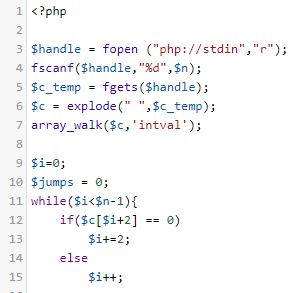 1 <?php
2
3 $handle = fopen ("php://stdin","r");
4 fscanf($handle,"%d",$n);
5 $c_temp = fgets($handle);
6 $c = explode(" ",$c_temp);
7 array_walk($c,'intval');
8
9 $i=0;
10 $jumps = 0;
11 while($i<$n-1){
12     if($c[$i+2] == 0)
13         $i+=2;
14     else
15         $i++;